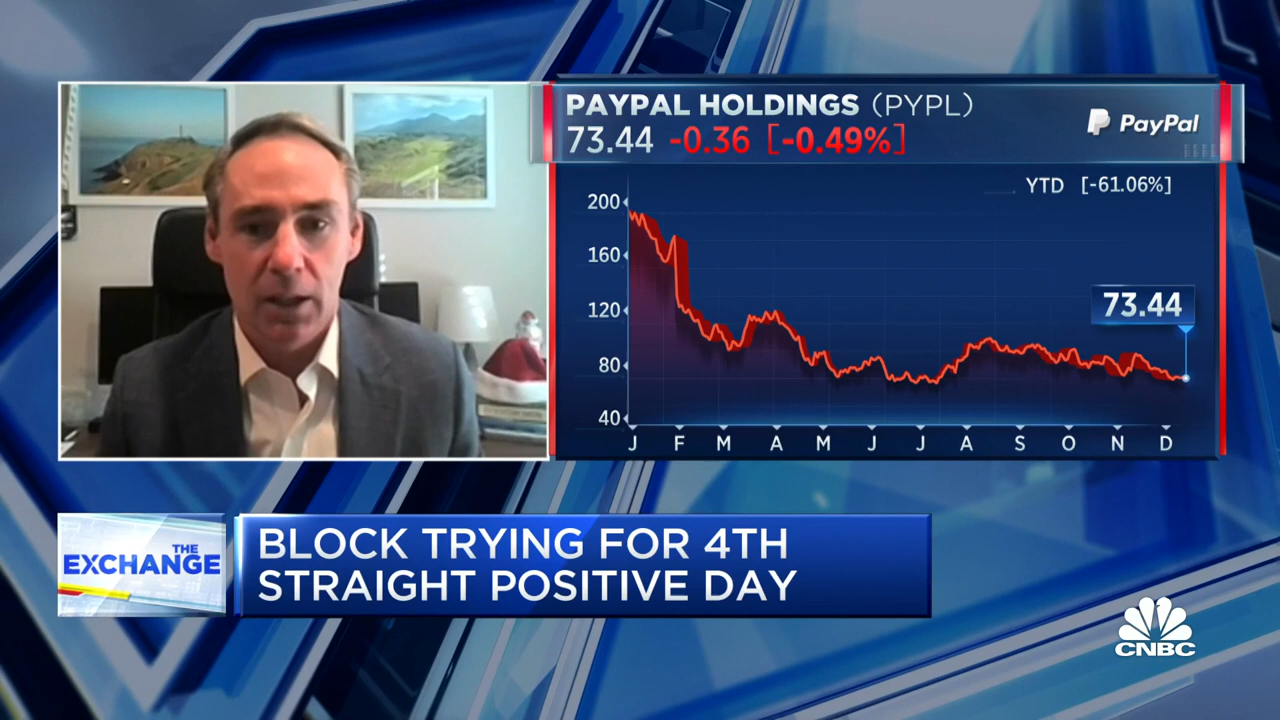 PAYPAL HOLDINGS (PYPL)
73.44 -0.36 [-0.49%]
PayPal
YTD [-61.06%]
200
160
120
80
40
73.44
J F M A M J J A S O N D
THE
EXCHANGE
BLOCK TRYING FOR 4TH
STRAIGHT POSITIVE DAY
CNBC